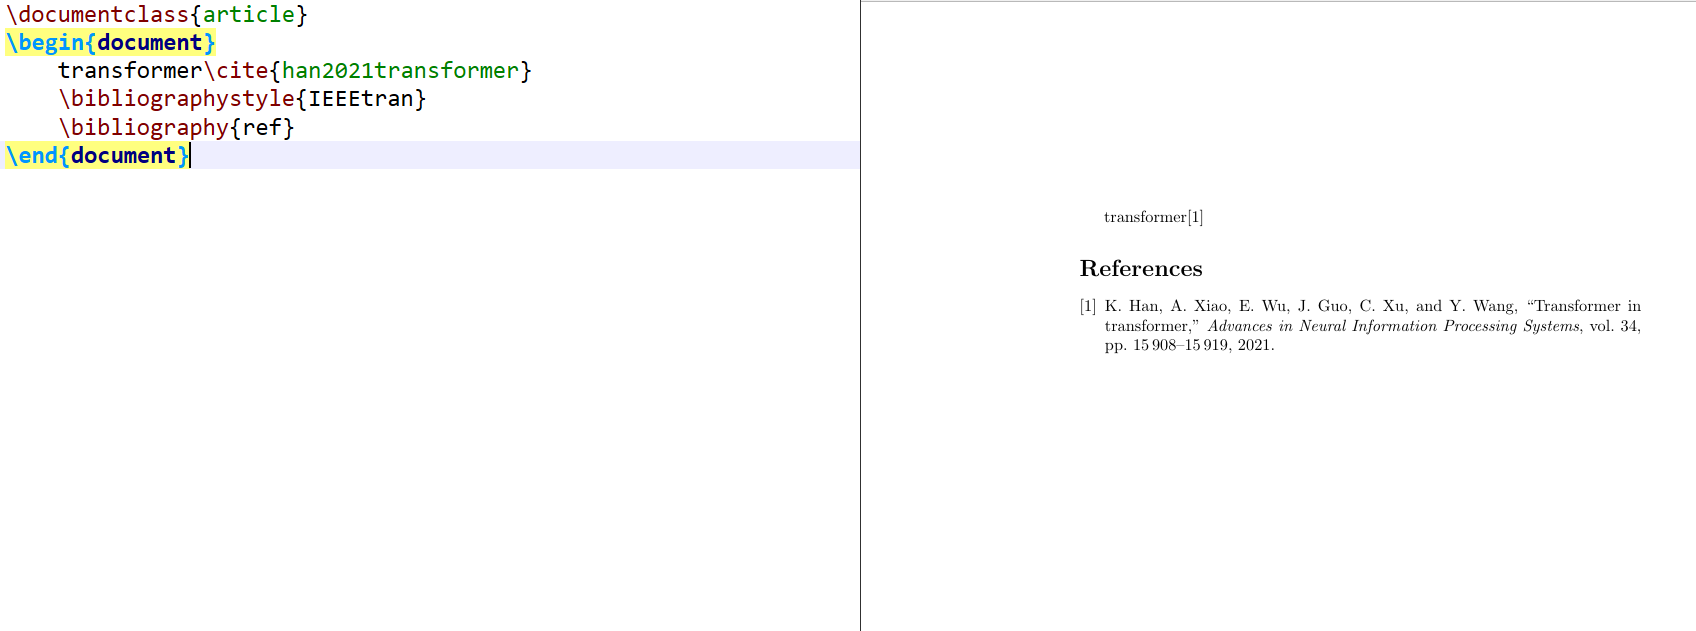 \documentclass{article}
\begin{document}
transformer\cite{han2021transformer}
\bibliographystyle{IEEEtran}
\bibliography{ref}
\end{document}
transformer[1]
References
[1] K. Han, A. Xiao, E. Wu, J. Guo, C. Xu, and Y. Wang, “Transformer in
transformer,” Advances in Neural Information Processing Systems, vol. 34,
pp. 15 908–15 919, 2021.